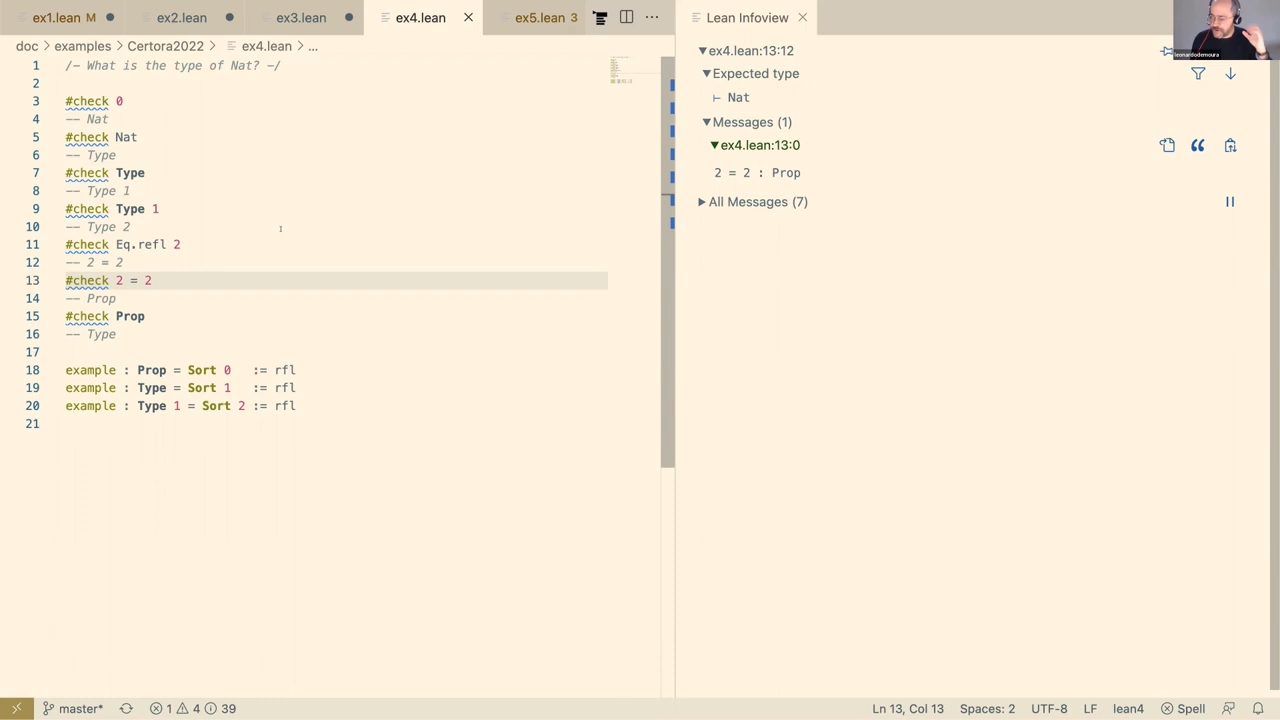 ex1.lean M
ex2.lean
ex3.lean
ex4.lean
ex5.lean 3
Lean Infoview
doc > examples > Certora2022 > ex4.lean > ...
1 /- What is the type of Nat? -/
2
3 #check 0
4 -- Nat
5 #check Nat
6 -- Type
7 #check Type
8 -- Type 1
9 #check Type 1
10 -- Type 2
11 #check Eq.refl 2
12 -- 2 = 2
13 #check 2 = 2
14 -- Prop
15 #check Prop
16 -- Type
17
18 example : Prop = Sort 0 := rfl
19 example : Type = Sort 1 := rfl
20 example : Type 1 = Sort 2 := rfl
21
ex4.lean:13:12
Expected type
⊢ Nat
Messages (1)
ex4.lean:13:0
2 = 2 : Prop
All Messages (7)
leonardodemoura
master* 1 4 39
Ln 13, Col 13 Spaces: 2 UTF-8 LF lean4 Spell